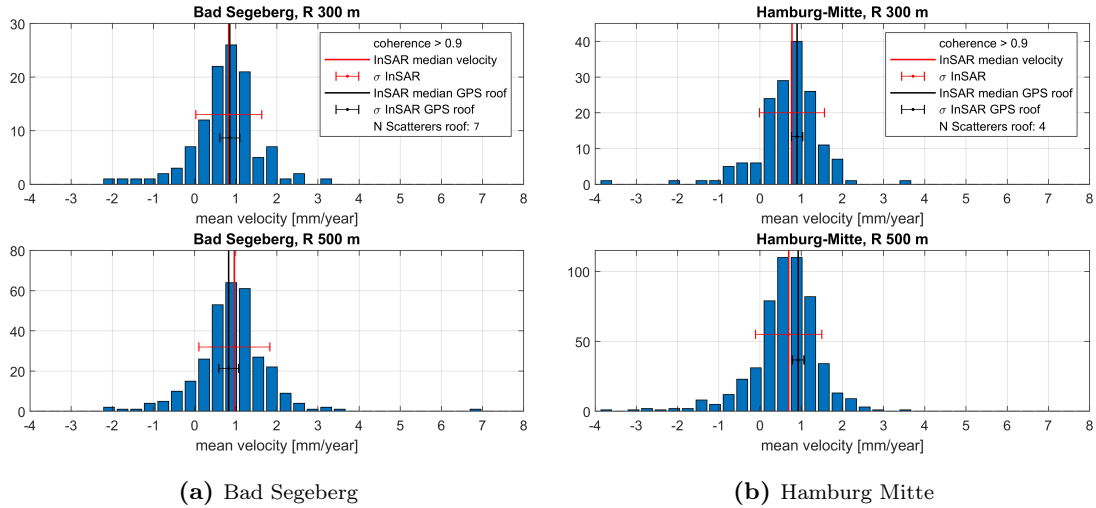 Bad Segeberg, R 300 m
30
20
10
0
coherence > 0.9
InSAR median velocity
σ InSAR
InSAR median GPS roof
σ InSAR GPS roof
N Scatterers roof: 7
-4 -3 -2 -1 0 1 2 3 4 5 6 7 8
mean velocity [mm/year]
Bad Segeberg, R 500 m
80
60
40
20
0
-4 -3 -2 -1 0 1 2 3 4 5 6 7 8
mean velocity [mm/year]
(a) Bad Segeberg
Hamburg-Mitte, R 300 m
40
30
20
10
0
coherence > 0.9
InSAR median velocity
σ InSAR
InSAR median GPS roof
σ InSAR GPS roof
N Scatterers roof: 4
-4 -3 -2 -1 0 1 2 3 4 5 6 7 8
mean velocity [mm/year]
Hamburg-Mitte, R 500 m
100
50
0
-4 -3 -2 -1 0 1 2 3 4 5 6 7 8
mean velocity [mm/year]
(b) Hamburg Mitte